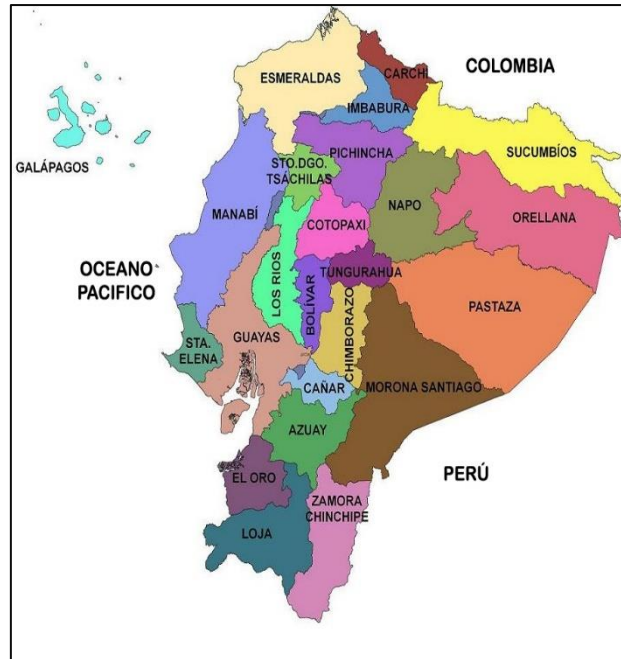 COLOMBIA
CARCHI
ESMERALDAS
IMBABURA
GALÁPAGOS
PICHINCHA
SUCUMBÍOS
STO.DGO.
TSÁCHILAS
MANABÍ
NAPO
ORELLANA
COTOPAXI
OCEANO
PACIFICO
LOS RIOS
TUNGURAHUA
BOLÍVAR
CHIMBORAZO
PASTAZA
STA.
ELENA
GUAYAS
CAÑAR
MORONA SANTIAGO
AZUAY
PERÚ
EL ORO
ZAMORA
CHINCHIPE
LOJA